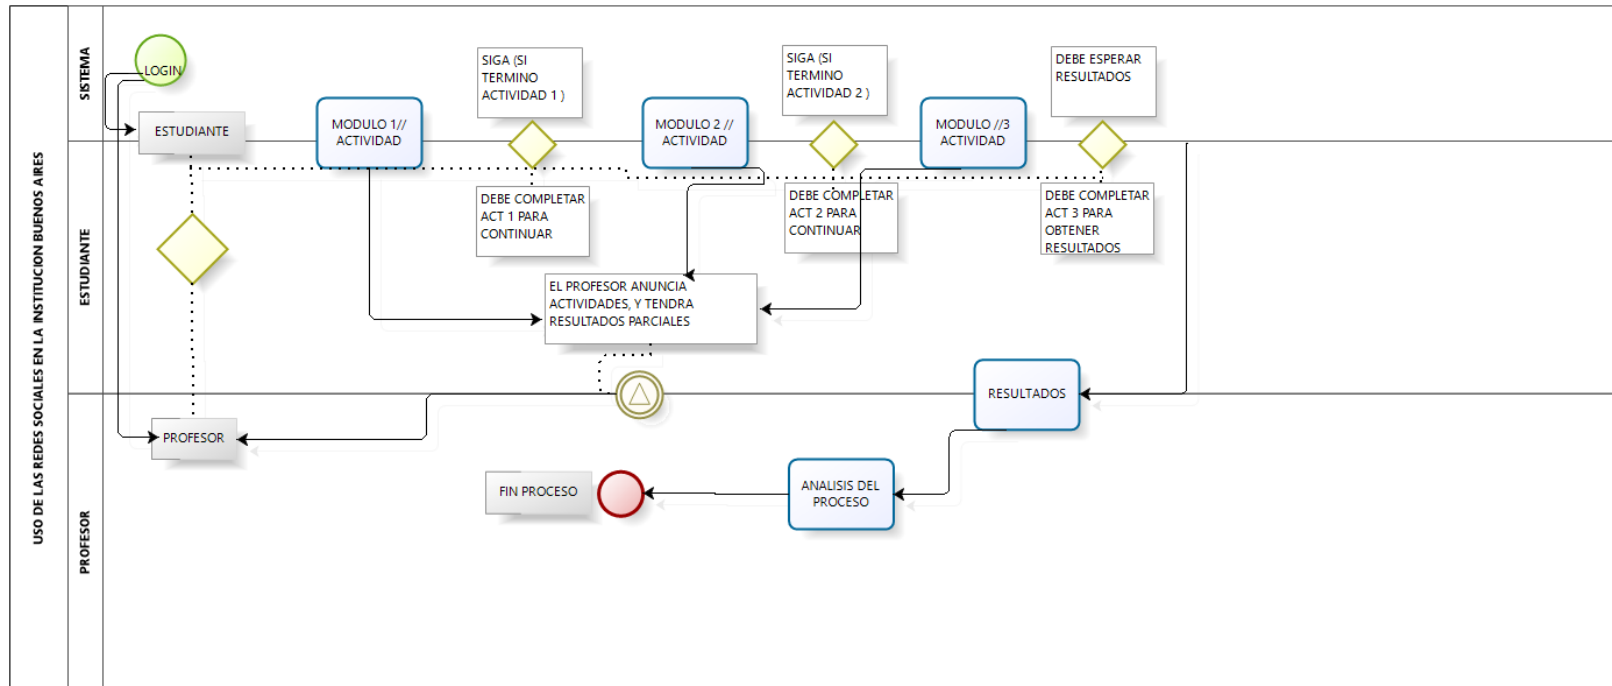 USO DE LAS REDES SOCIALES EN LA INSTITUCION BUENOS AIRES
SISTEMA
LOGIN
ESTUDIANTE
MODULO 1//
ACTIVIDAD
SIGA (SI
TERMINO
ACTIVIDAD 1 )
MODULO 2 //
ACTIVIDAD
SIGA (SI
TERMINO
ACTIVIDAD 2 )
MODULO //3
ACTIVIDAD
DEBE ESPERAR
RESULTADOS
ESTUDIANTE
DEBE COMPLETAR
ACT 1 PARA
CONTINUAR
DEBE COMPLETAR
ACT 2 PARA
CONTINUAR
DEBE COMPLETAR
ACT 3 PARA
OBTENER
RESULTADOS
EL PROFESOR ANUNCIA
ACTIVIDADES, Y TENDRA
RESULTADOS PARCIALES
RESULTADOS
PROFESOR
PROFESOR
FIN PROCESO
ANALISIS DEL
PROCESO